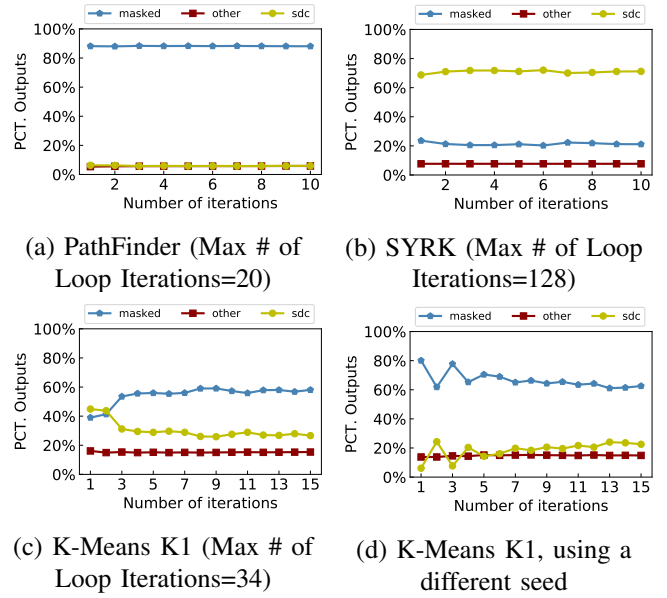 masked other sdc
100%
80%
60%
40%
20%
0%
PCT. Outputs
2 4 6 8 10
Number of iterations
(a) PathFinder (Max # of
Loop Iterations=20)
masked other sdc
100%
80%
60%
40%
20%
0%
PCT. Outputs
2 4 6 8 10
Number of iterations
(b) SYRK (Max # of Loop
Iterations=128)
masked other sdc
100%
80%
60%
40%
20%
0%
PCT. Outputs
1 3 5 7 9 11 13 15
Number of iterations
(c) K-Means K1 (Max # of
Loop Iterations=34)
masked other sdc
100%
80%
60%
40%
20%
0%
PCT. Outputs
1 3 5 7 9 11 13 15
Number of iterations
(d) K-Means K1, using a
different seed